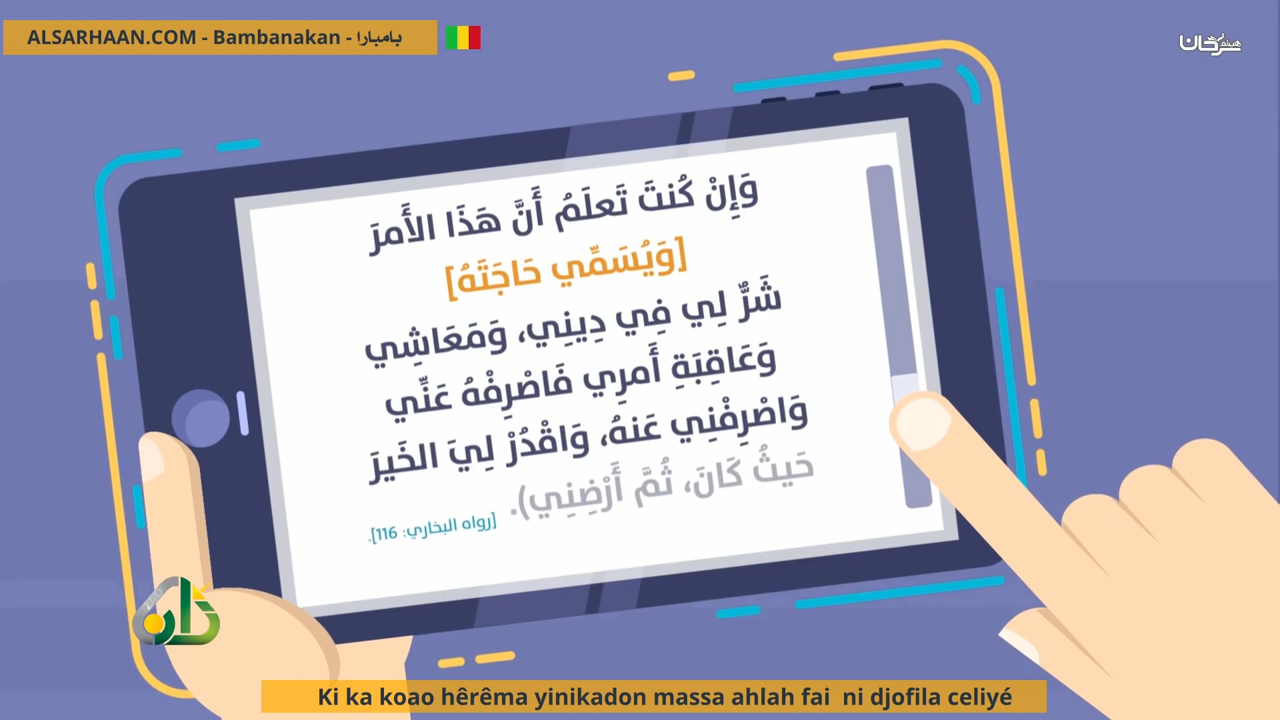 ALSARHAAN.COM - Bambanakan - بامبارا
وَإِنْ كُنتَ تَعلَمُ أَنَّ هَذَا الأَمرَ
[وَيُسَمِّي حَاجَتَهُ]
شَرٌّ لِي فِي دِينِي، وَمَعَاشِي
وَعَاقِبَةِ أَمرِي فَاصْرِفْهُ عَنِّي
وَاصْرِفْنِي عَنهُ، وَاقْدُرْ لِيَ الخَيرَ
حَيثُ كَانَ، ثُمَّ أَرْضِنِي).
[رواه البخاري: 116].
Ki ka koao hêrêma yinikadon massa ahlah fai ni djofila celiyé